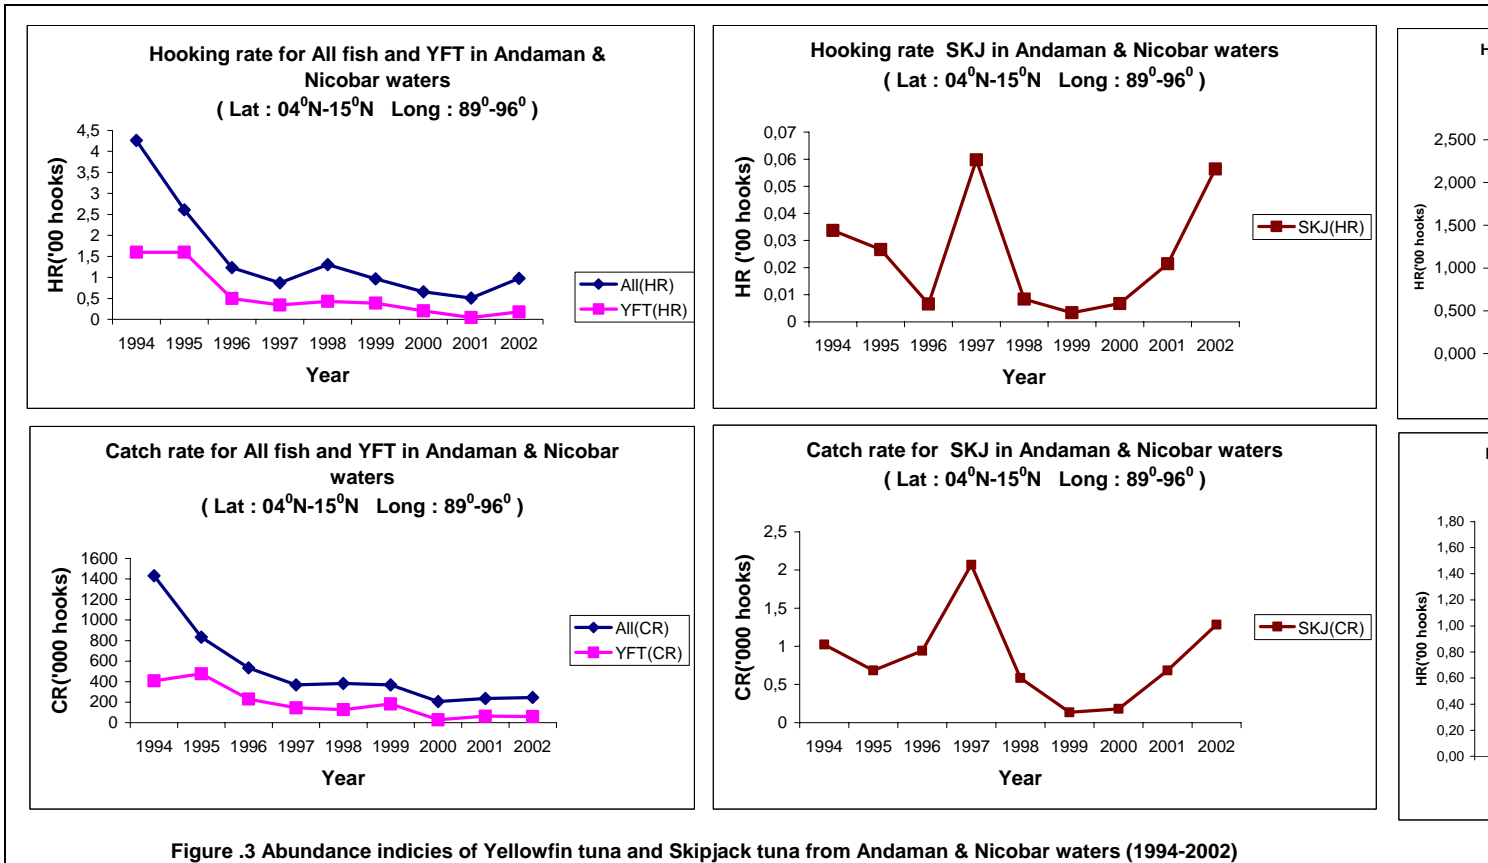 Hooking rate for All fish and YFT in Andaman &
Nicobar waters
( Lat : 04⁰N-15⁰N Long : 89⁰-96⁰ )
HR('00 hooks)
4,5
4
3,5
3
2,5
2
1,5
1
0,5
0
1994 1995 1996 1997 1998 1999 2000 2001 2002
Year
All(HR)
YFT(HR)
Hooking rate SKJ in Andaman & Nicobar waters
( Lat : 04⁰N-15⁰N Long : 89⁰-96⁰ )
HR ('00 hooks)
0,07
0,06
0,05
0,04
0,03
0,02
0,01
0
1994 1995 1996 1997 1998 1999 2000 2001 2002
Year
SKJ(HR)
H
HR('00 hooks)
2,500
2,000
1,500
1,000
0,500
0,000
Catch rate for All fish and YFT in Andaman & Nicobar
waters
( Lat : 04⁰N-15⁰N Long : 89⁰-96⁰ )
CR('000 hooks)
1600
1400
1200
1000
800
600
400
200
0
1994 1995 1996 1997 1998 1999 2000 2001 2002
Year
All(CR)
YFT(CR)
Catch rate for SKJ in Andaman & Nicobar waters
( Lat : 04⁰N-15⁰N Long : 89⁰-96⁰ )
CR('000 hooks)
2,5
2
1,5
1
0,5
0
1994 1995 1996 1997 1998 1999 2000 2001 2002
Year
SKJ(CR)
HR('00 hooks)
1,80
1,60
1,40
1,20
1,00
0,80
0,60
0,40
0,20
0,00
Figure .3 Abundance indicies of Yellowfin tuna and Skipjack tuna from Andaman & Nicobar waters (1994-2002)